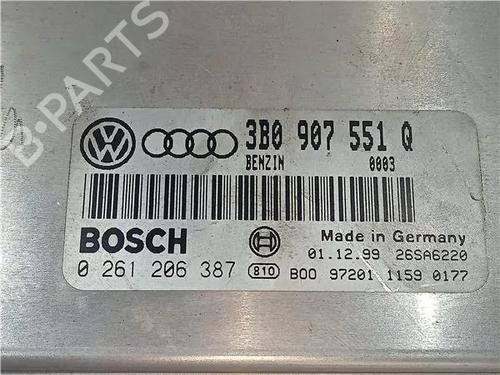 B-PARTS
3B0 907 551 Q
BENZIN 0003
BOSCH
Made in Germany
01.12.99 26SA6220
0 261 206 387 810 B00 97201 1159 0177